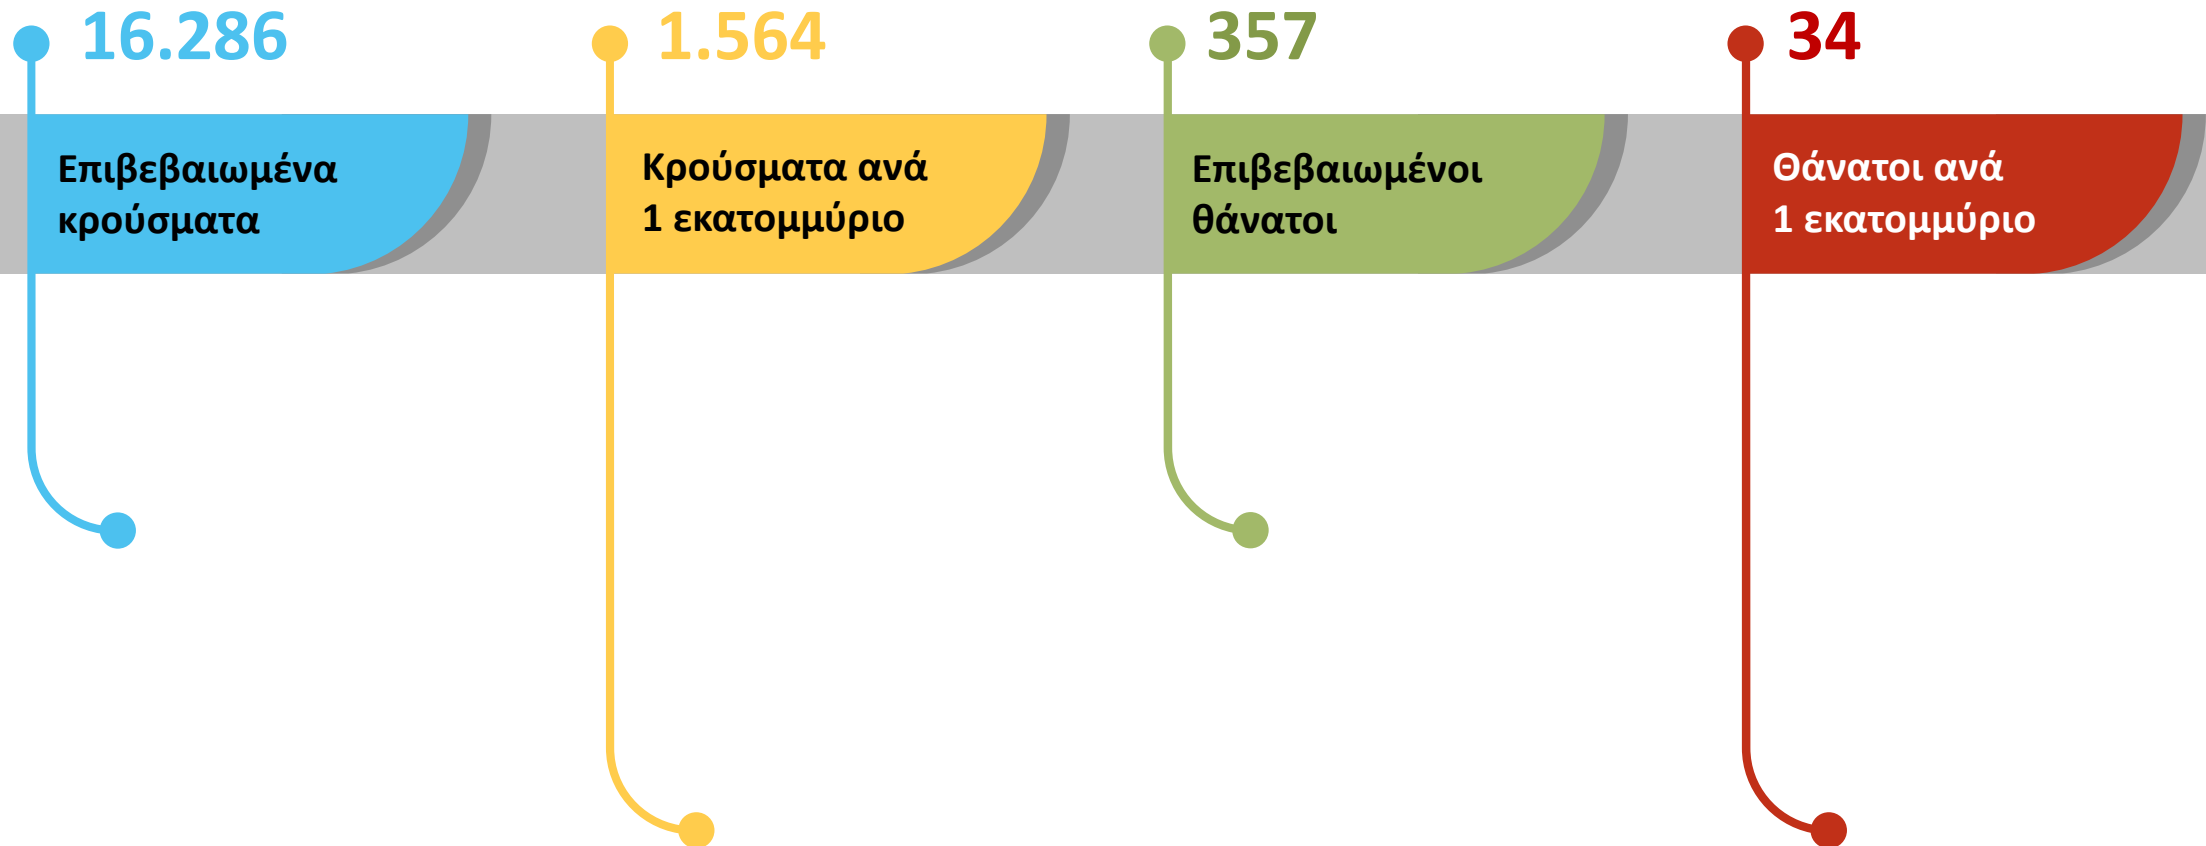 16.286
Επιβεβαιωμένα
κρούσματα
1.564
Κρούσματα ανά
1 εκατομμύριο
357
Επιβεβαιωμένοι
θάνατοι
34
Θάνατοι ανά
1 εκατομμύριο